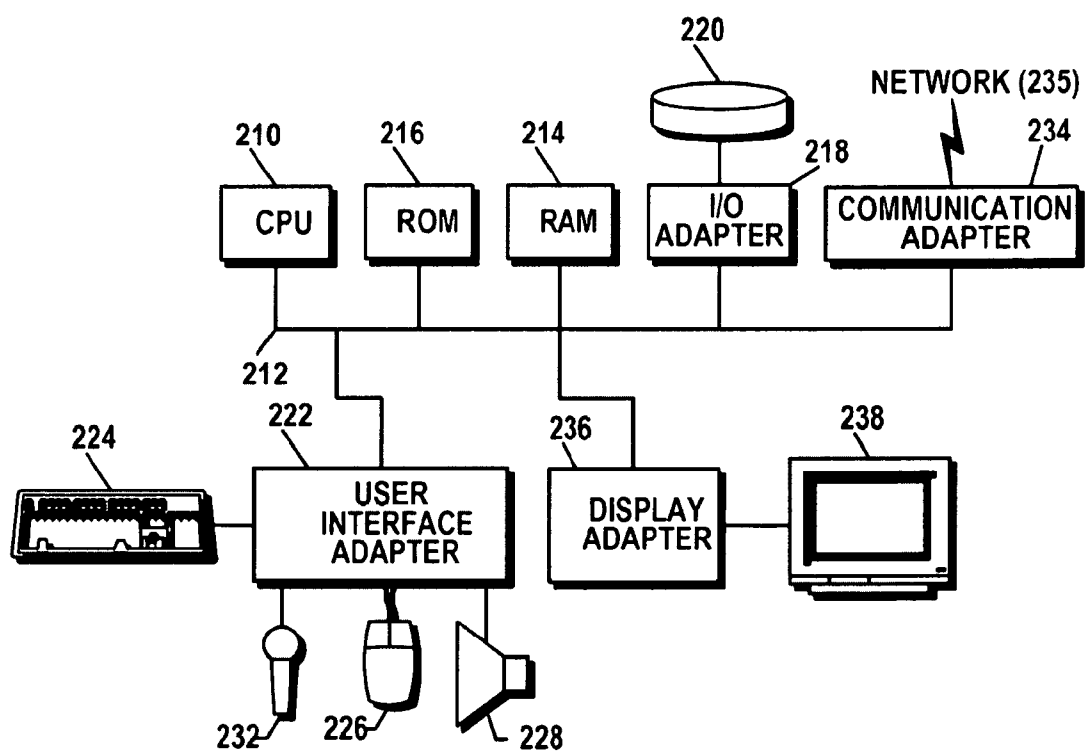 220
NETWORK (235)
210
216
214
218
234
CPU
ROM
RAM
I/O
ADAPTER
COMMUNICATION
ADAPTER
212
222
236
238
224
USER
INTERFACE
ADAPTER
DISPLAY
ADAPTER
232
226
228